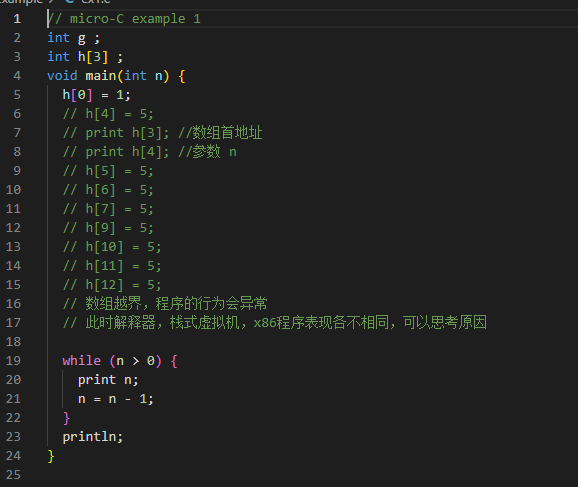 example > C ex1.c
1 // micro-C example 1
2 int g ;
3 int h[3] ;
4 void main(int n) {
5 h[0] = 1;
6 // h[4] = 5;
7 // print h[3]; //数组首地址
8 // print h[4]; //参数 n
9 // h[5] = 5;
10 // h[6] = 5;
11 // h[7] = 5;
12 // h[9] = 5;
13 // h[10] = 5;
14 // h[11] = 5;
15 // h[12] = 5;
16 // 数组越界，程序的行为会异常
17 // 此时解释器，栈式虚拟机，x86程序表现各不相同，可以思考原因
18
19 while (n > 0) {
20 print n;
21 n = n - 1;
22 }
23 println;
24 }
25